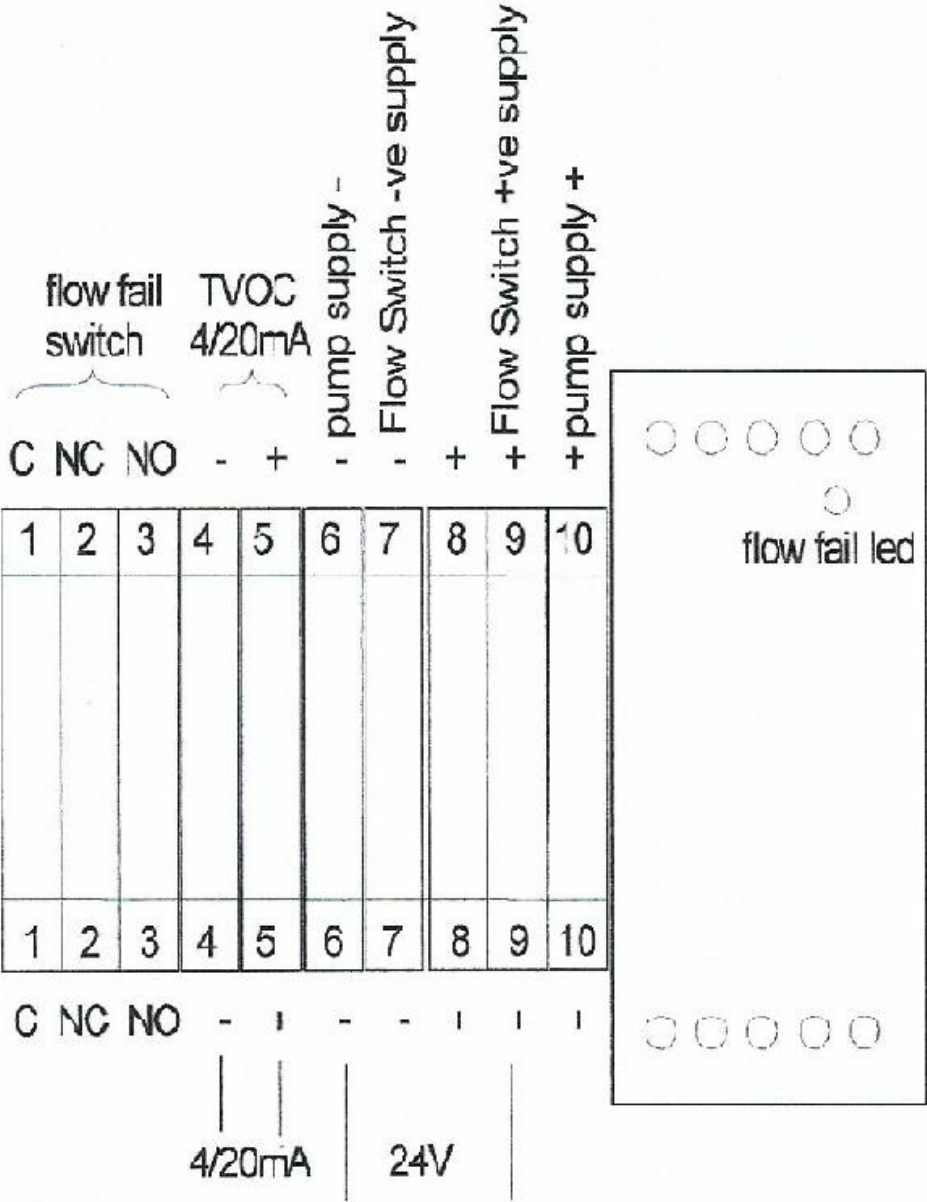 flow fail
switch
TVOC
4/20mA
pump supply -
Flow Switch -ve supply
Flow Switch +ve supply
pump supply +
C NC NO - + - - + + +
1 2 3 4 5 6 7 8 9 10
flow fail led
1 2 3 4 5 6 7 8 9 10
C NC NO - ı - - ı ı ı
4/20mA
24V